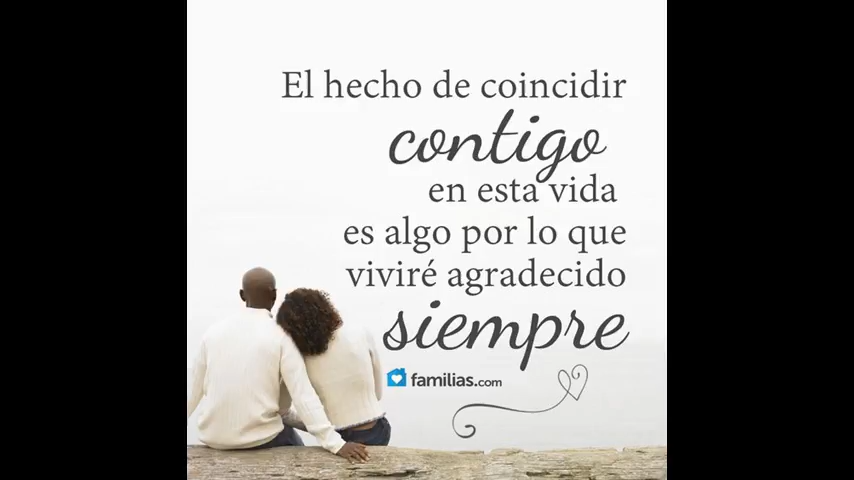 El hecho de coincidir
contigo
en esta vida
es algo por lo que
viviré agradecido
siempre
familias.com